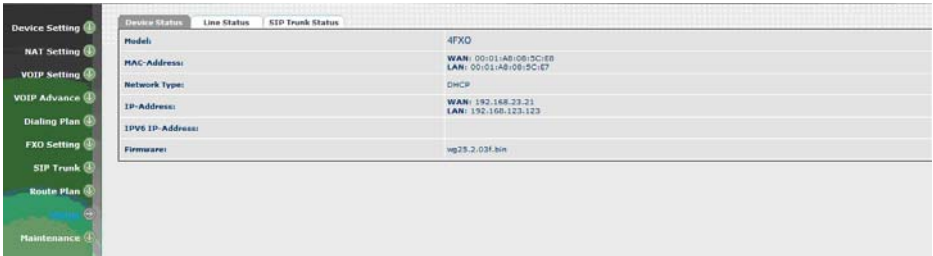 Device Setting
NAT Setting
VOIP Setting
VOIP Advance
Dialing Plan
FXO Setting
SIP Trunk
Route Plan
Maintenance
Device Status Line Status SIP Trunk Status
Model: 4FXO
MAC-Address: WAN: 00:01:A8:08:5C:E8
LAN: 00:01:A8:08:5C:E7
Network Type: DHCP
IP-Address: WAN: 192.168.23.21
LAN: 192.168.123.123
IPV6 IP-Address:
Firmware: wg25.2.03f.bin